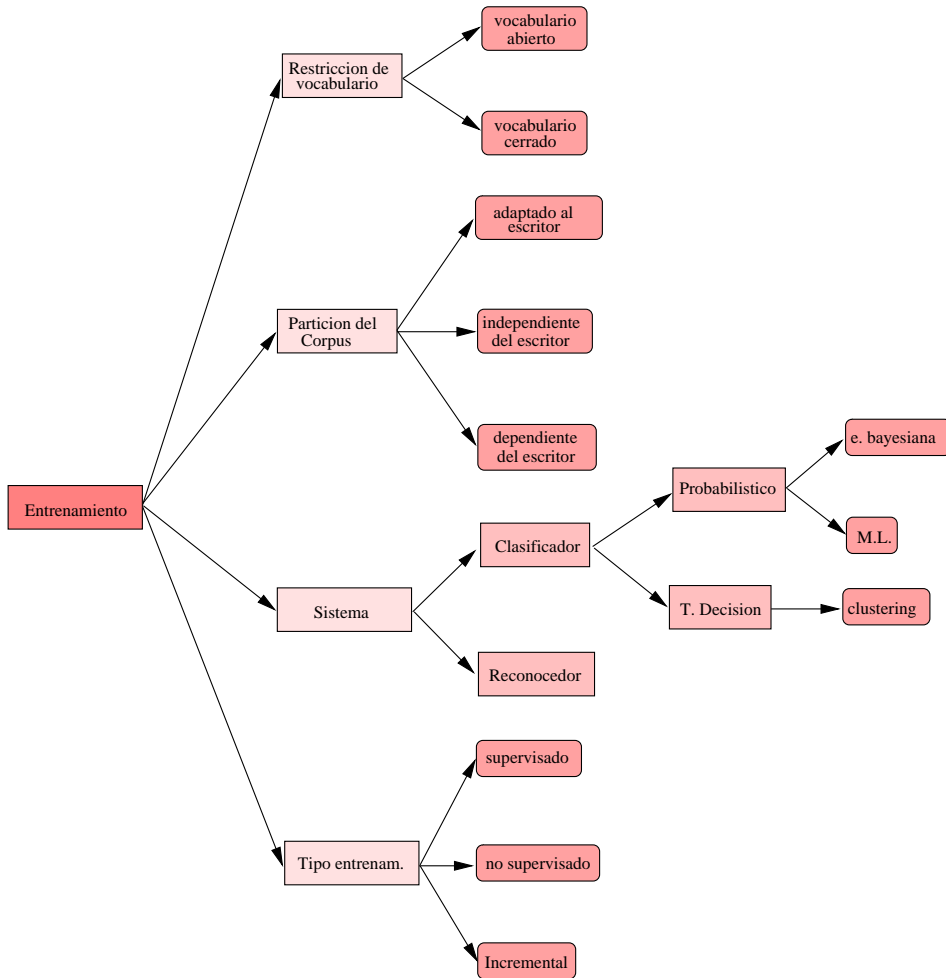 vocabulario
abierto
Restriccion de
vocabulario
vocabulario
cerrado
adaptado al
escritor
Particion del
Corpus
independiente
del escritor
dependiente
del escritor
e. bayesiana
Probabilistico
Entrenamiento
Clasificador
M.L.
Sistema
T. Decision
clustering
Reconocedor
supervisado
Tipo entrenam.
no supervisado
Incremental